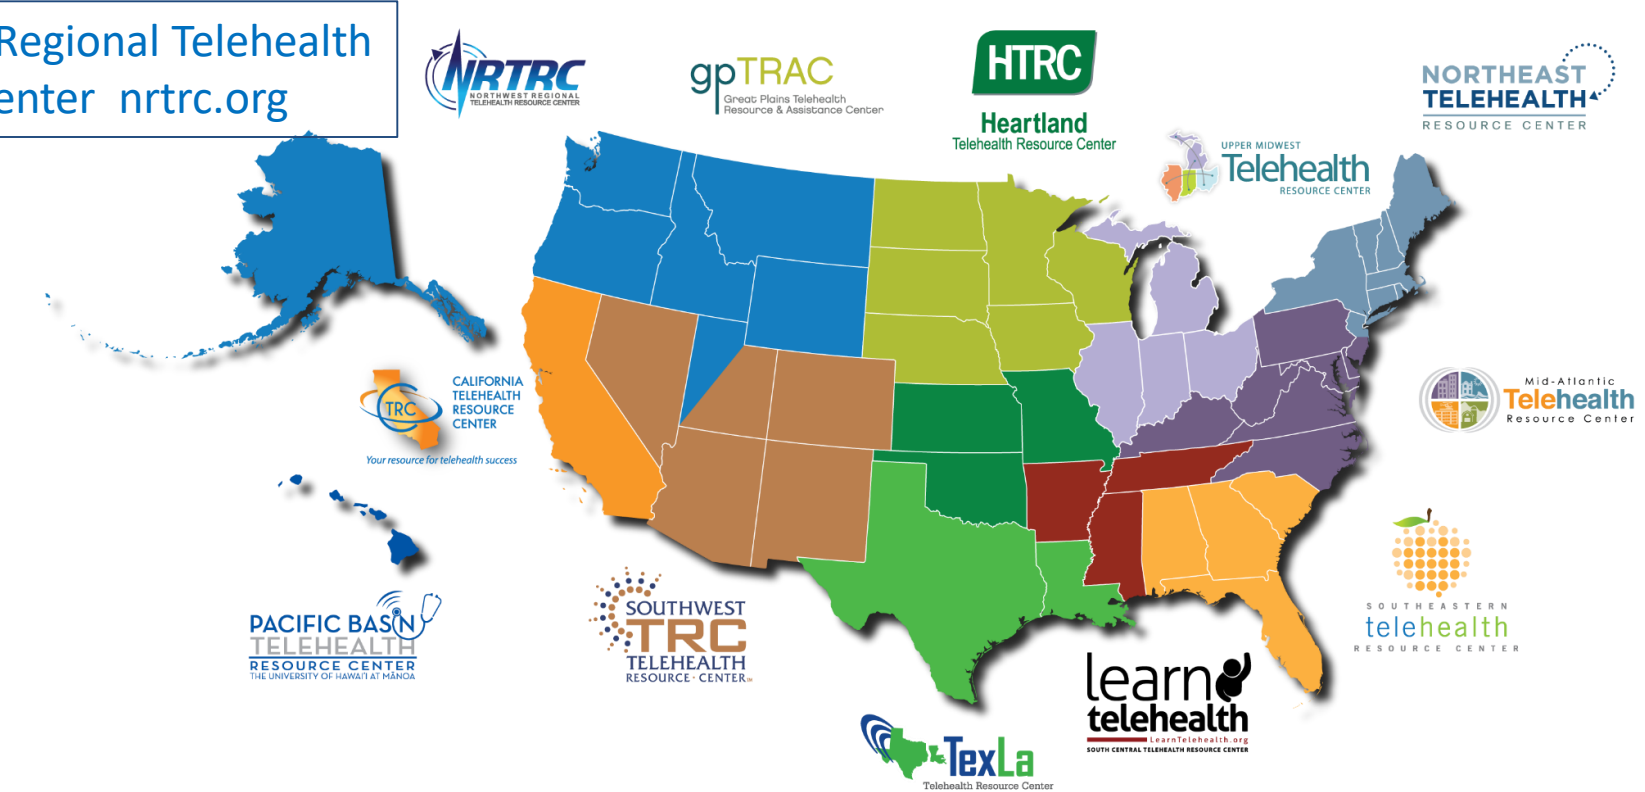 Regional Telehealth
enter nrtrc.org
NRTRC
NORTHWEST REGIONAL
TELEHEALTH RESOURCE CENTER
gpTRAC
Great Plains Telehealth
Resource & Assistance Center
HTRC
Heartland
Telehealth Resource Center
UPPER MIDWEST
Telehealth
RESOURCE CENTER
NORTHEAST
TELEHEALTH
RESOURCE CENTER
TRC
CALIFORNIA
TELEHEALTH
RESOURCE
CENTER
Your resource for telehealth success
Mid-Atlantic
Telehealth
Resource Center
PACIFIC BASIN
TELEHEALTH
RESOURCE CENTER
THE UNIVERSITY OF HAWAI'I AT MĀNOA
SOUTHWEST
TRC
TELEHEALTH
RESOURCE · CENTER SM
SOUTHEASTERN
telehealth
RESOURCE CENTER
learn
telehealth
LearnTelehealth.org
SOUTH CENTRAL TELEHEALTH RESOURCE CENTER
TexLa
Telehealth Resource Center